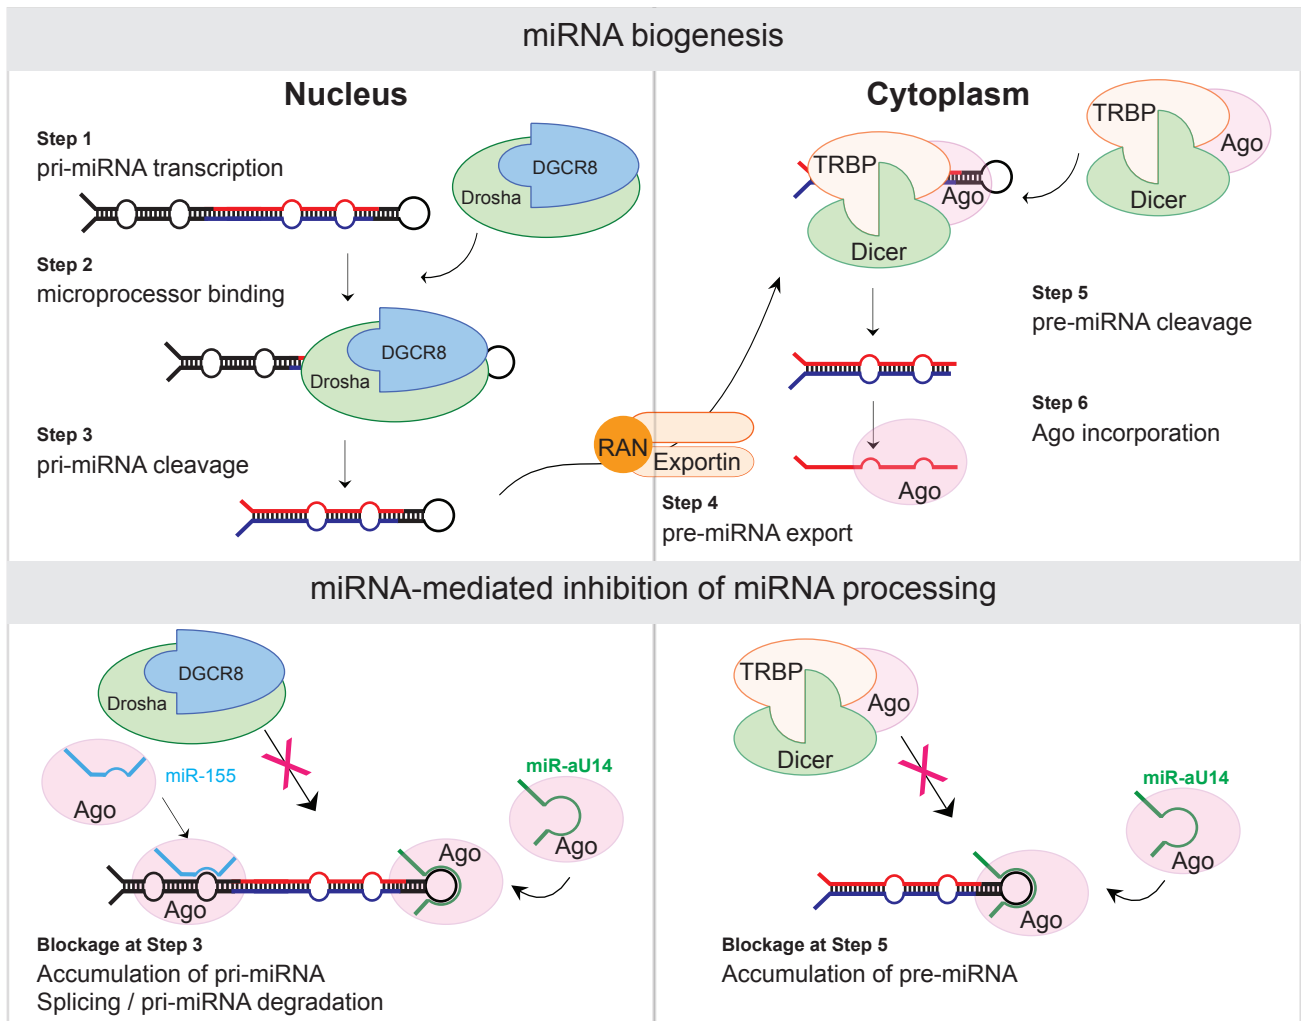 miRNA biogenesis
Nucleus
Step 1
pri-miRNA transcription
DGCR8
Drosha
Step 2
microprocessor binding
DGCR8
Drosha
Step 3
pri-miRNA cleavage
Cytoplasm
TRBP
Ago
Dicer
TRBP
Ago
Dicer
Step 5
pre-miRNA cleavage
Step 6
Ago incorporation
Ago
RAN
Exportin
Step 4
pre-miRNA export
miRNA-mediated inhibition of miRNA processing
DGCR8
Drosha
miR-155
Ago
miR-aU14
Ago
Ago
Ago
Blockage at Step 3
Accumulation of pri-miRNA
Splicing / pri-miRNA degradation
TRBP
Ago
Dicer
miR-aU14
Ago
Ago
Blockage at Step 5
Accumulation of pre-miRNA